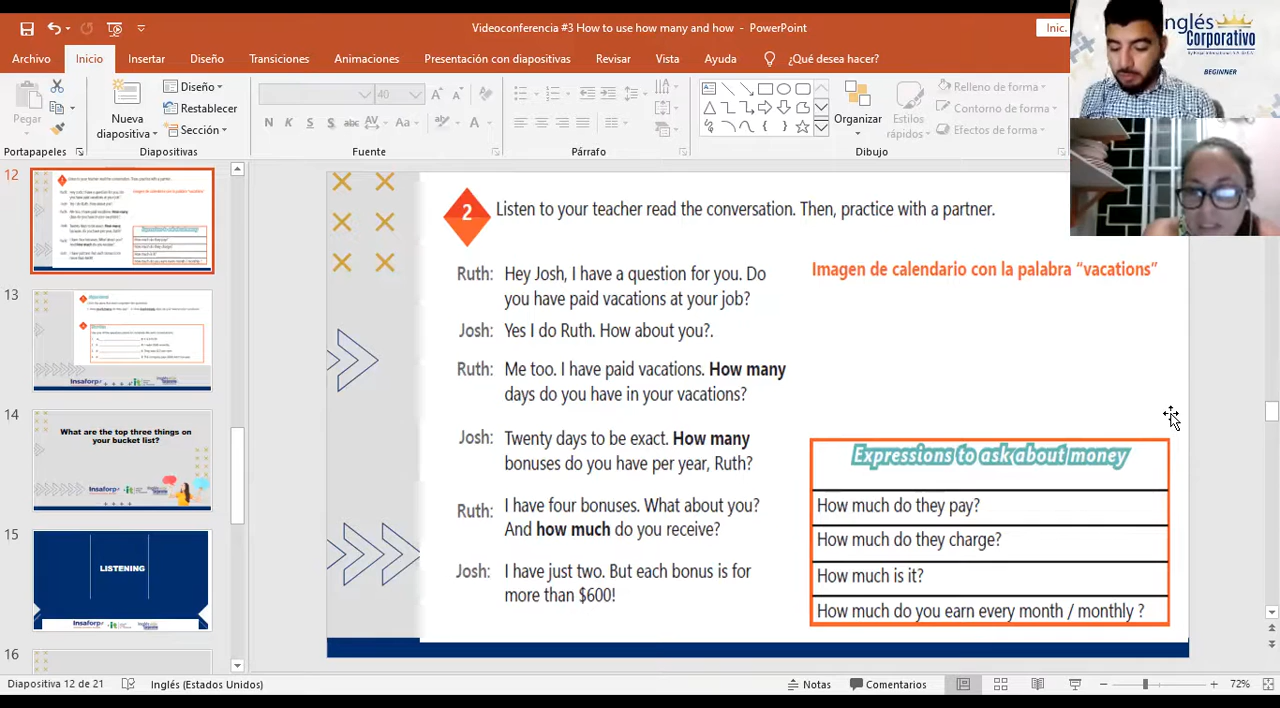 Videoconferencia #3 How to use how many and how - PowerPoint
Inic.
Inglés
Corporativo
BEGINNER
Archivo Inicio Insertar Diseño Transiciones Animaciones Presentación con diapositivas Revisar Vista Ayuda ¿Qué desea hacer?
Pegar
Nueva diapositiva
Diseño
Restablecer
Sección
40
N K S S abc AV Aa A
Organizar
Estilos rápidos
Relleno de forma
Contorno de forma
Efectos de forma
Portapapeles Diapositivas Fuente Párrafo Dibujo
12
13
14
What are the top three things on
your bucket list?
Insaforp
15
LISTENING
Insaforp
16
2 Listen to your teacher read the conversation. Then, practice with a partner.
Ruth: Hey Josh, I have a question for you. Do
you have paid vacations at your job?
Josh: Yes I do Ruth. How about you?.
Ruth: Me too. I have paid vacations. How many
days do you have in your vacations?
Josh: Twenty days to be exact. How many
bonuses do you have per year, Ruth?
Ruth: I have four bonuses. What about you?
And how much do you receive?
Josh: I have just two. But each bonus is for
more than $600!
Imagen de calendario con la palabra “vacations”
Expressions to ask about money
How much do they pay?
How much do they charge?
How much is it?
How much do you earn every month / monthly ?
Diapositiva 12 de 21 Inglés (Estados Unidos) Notas Comentarios 72%